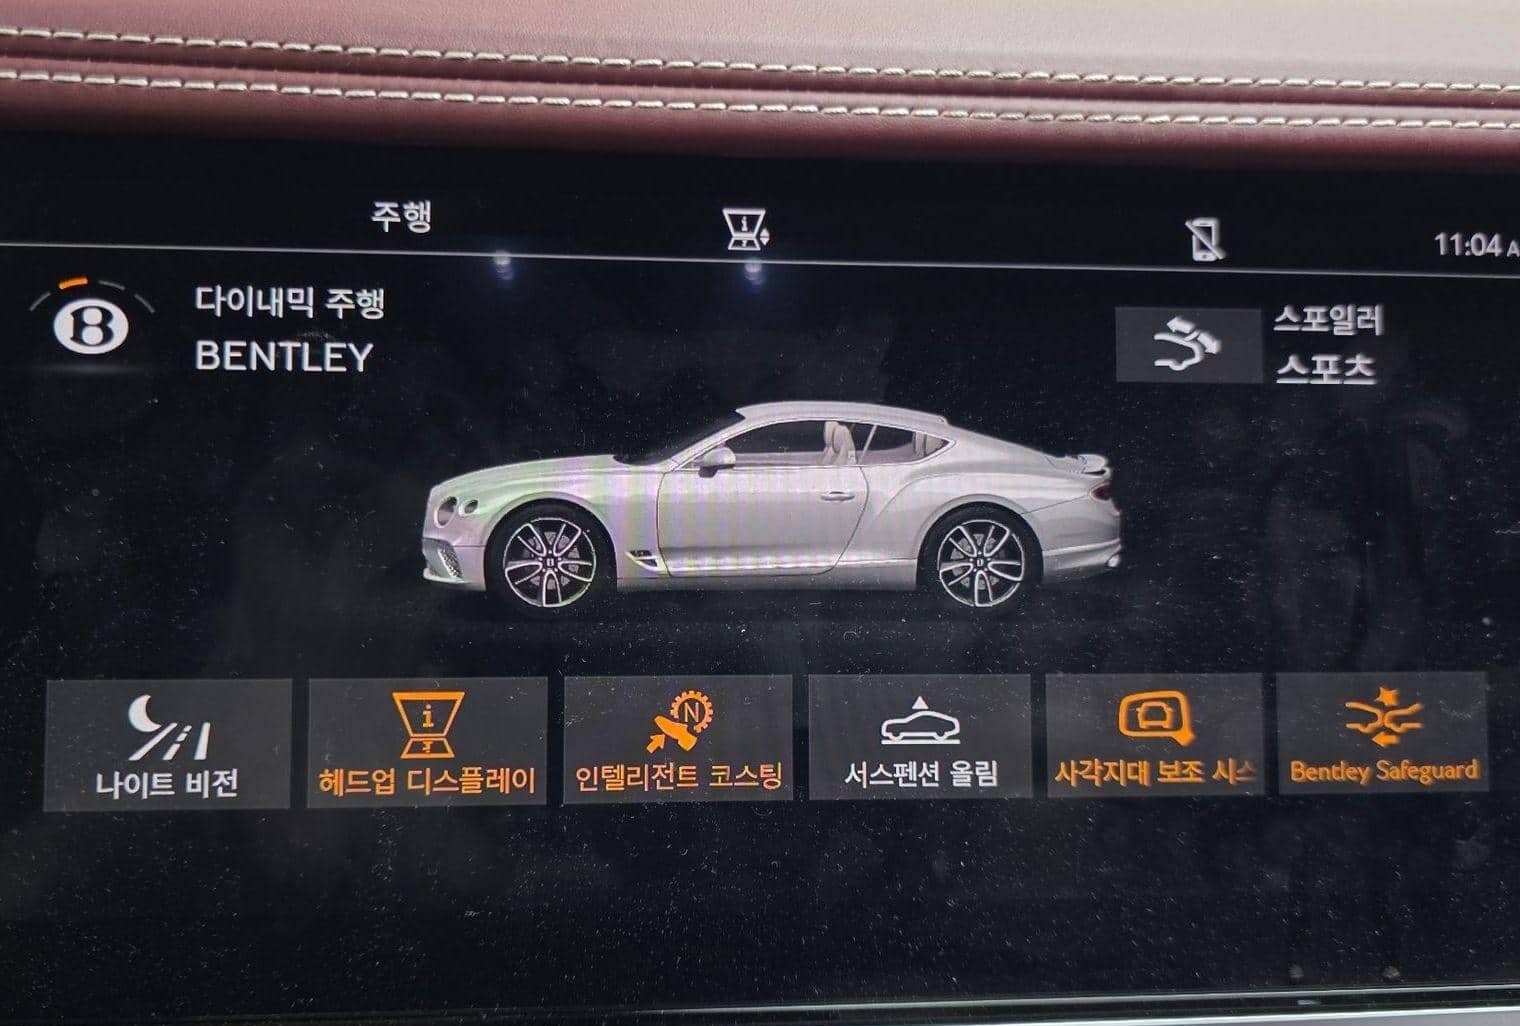 주행
11:04 A
다이내믹 주행
BENTLEY
스포일러
스포츠
나이트 비전
헤드업 디스플레이
인텔리전트 코스팅
서스펜션 올림
사각지대 보조 시스
Bentley Safeguard